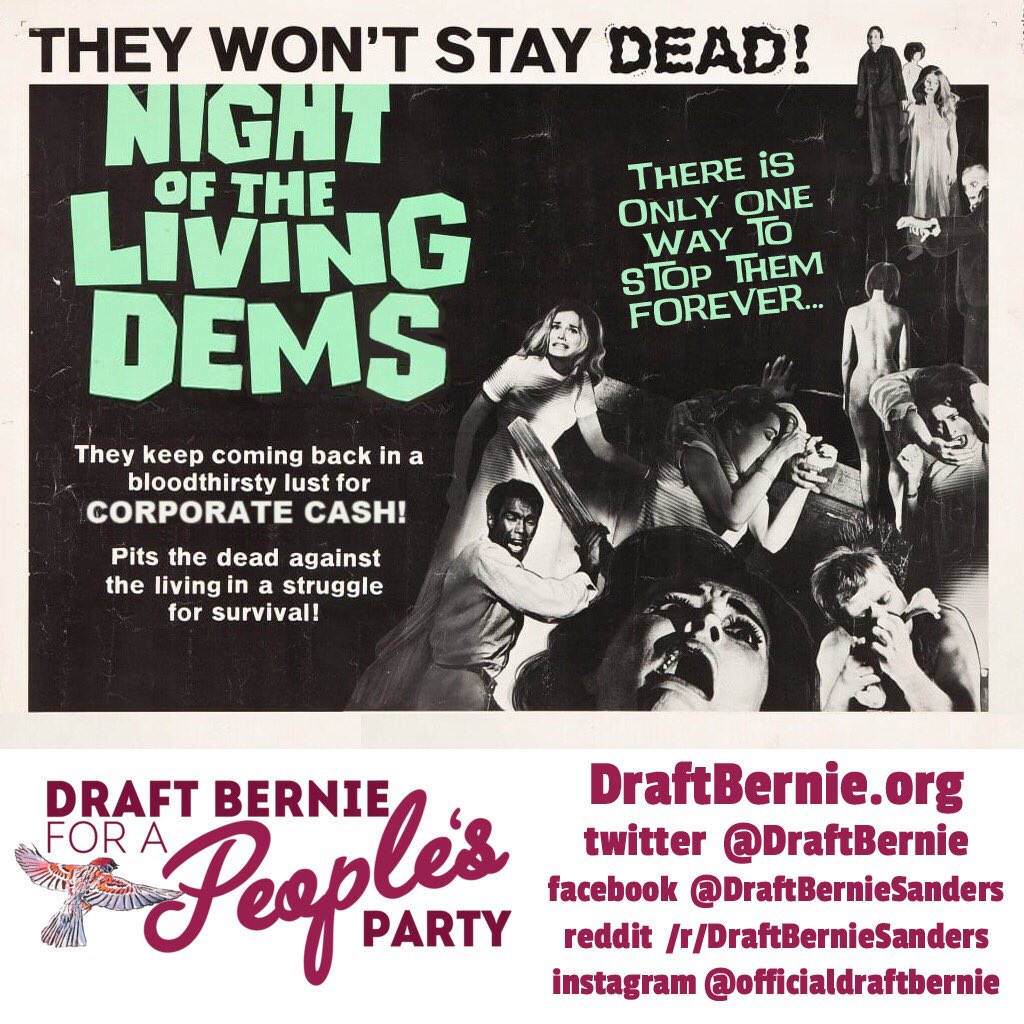 THEY WON'T STAY DEAD!
NIGHT
OF THE
LIVING
DEMS
THERE iS
ONLY ONE
WAY TO
STOP THEM
FOREVER...
They keep coming back in a
bloodthirsty lust for
CORPORATE CASH!
Pits the dead against
the living in a struggle
for survival!
DRAFT BERNIE
FOR A
People's
PARTY
DraftBernie.org
twitter @DraftBernie
facebook @DraftBernieSanders
reddit /r/DraftBernieSanders
instagram @officialdraftbernie